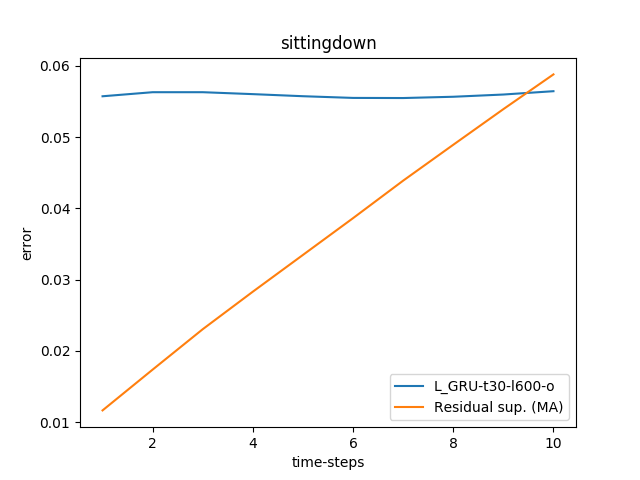 sittingdown
error
0.06
0.05
0.04
0.03
0.02
0.01
2
4
6
8
10
time-steps
L_GRU-t30-l600-o
Residual sup. (MA)